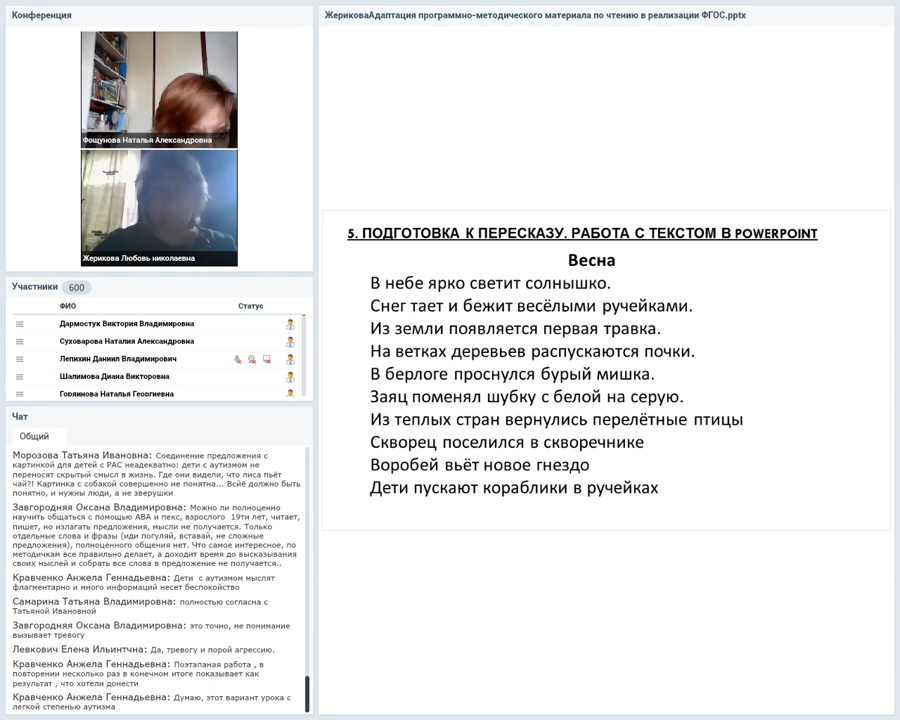 Конференция
Фощунова Наталья Александровна
Жерикова Любовь николаевна
Участники 600
ФИО Статус
Дармостук Виктория Владимировна
Суховарова Наталия Александровна
Лепихин Даниил Владимирович
Шалимова Диана Викторовна
Горяинова Наталья Георгиевна
Чат
Общий
Морозова Татьяна Ивановна: Соединение предложения с
картинкой для детей с РАС неадекватно: дети с аутизмом не
переносят скрытый смысл в жизнь. Где они видели, что лиса пьёт
чай?! Картинка с собакой совершенно не понятна... Всйё должно быть
понятно, и нужны люди, а не зверушки
Завгородняя Оксана Владимировна: Можно ли полноценно
научить общаться с помощью АВА и пекс, взрослого 19ти лет, читает,
пишет, но излагать предложения, мысли не получается. Только
отдельные слова и фразы (иди погуляй, вставай, не сложные
предложения), полноценного общения нет. Что самое интересное, по
методичкам все правильно делает, а доходит время до высказывания
своих мыслей и собрать все слова в предложение не получается..
Кравченко Анжела Геннадьевна: Дети с аутизмом мыслят
флагментарно и много информаций несет беспокойство
Самарина Татьяна Владимировна: полностью согласна с
Татьяной Ивановной
Завгородняя Оксана Владимировна: это точно, не понимание
вызывает тревогу
Левкович Елена Ильинтчна: Да, тревогу и порой агрессию.
Кравченко Анжела Геннадьевна: Поэтапаная работа , в
повторении несколько раз в конечном итоге показывает как
результат , что хотели донести
Кравченко Анжела Геннадьевна: Думаю, этот вариант урока с
легкой степенью аутизма
ЖериковаАдаптация программно-методического материала по чтению в реализации ФГОС.pptx
5. ПОДГОТОВКА К ПЕРЕСКАЗУ. РАБОТА С ТЕКСТОМ В POWERPOINT
Весна
В небе ярко светит солнышко.
Снег тает и бежит весёлыми ручейками.
Из земли появляется первая травка.
На ветках деревьев распускаются почки.
В берлоге проснулся бурый мишка.
Заяц поменял шубку с белой на серую.
Из теплых стран вернулись перелётные птицы
Скворец поселился в скворечнике
Воробей вьёт новое гнездо
Дети пускают кораблики в ручейках